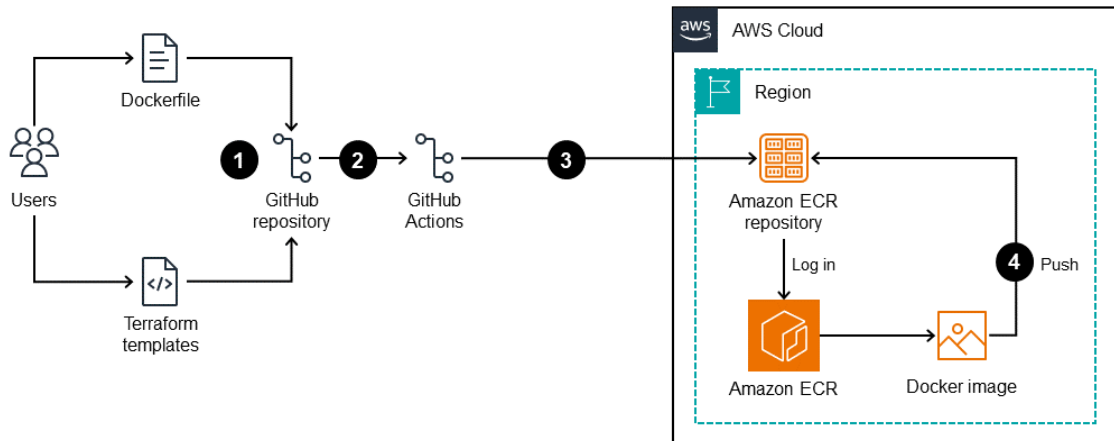 aws
AWS Cloud
Region
Dockerfile
Users
1
2
3
GitHub
repository
GitHub
Actions
Amazon ECR
repository
Log in
4
Push
</>
Terraform
templates
Amazon ECR
Docker image